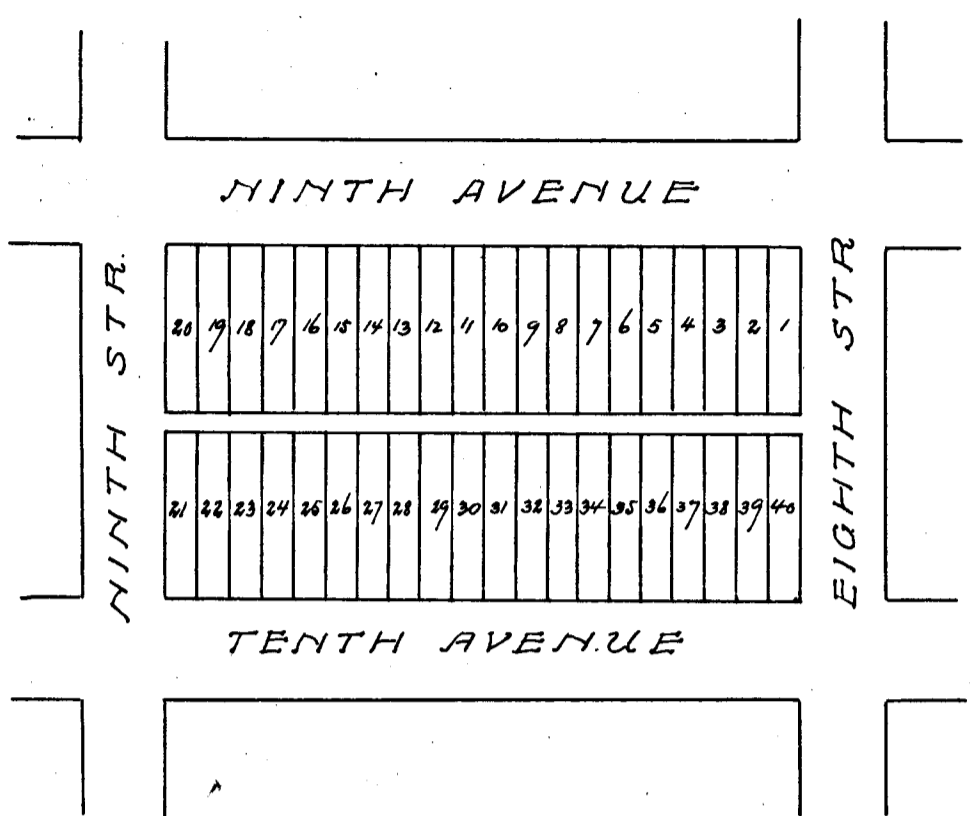 NINTH AVENUE
NINTH STR.
20 19 18 17 16 15 14 13 12 11 10 9 8 7 6 5 4 3 2 1
EIGHTH STR
21 22 23 24 25 26 27 28 29 30 31 32 33 34 35 36 37 38 39 40
TENTH AVEN.UE